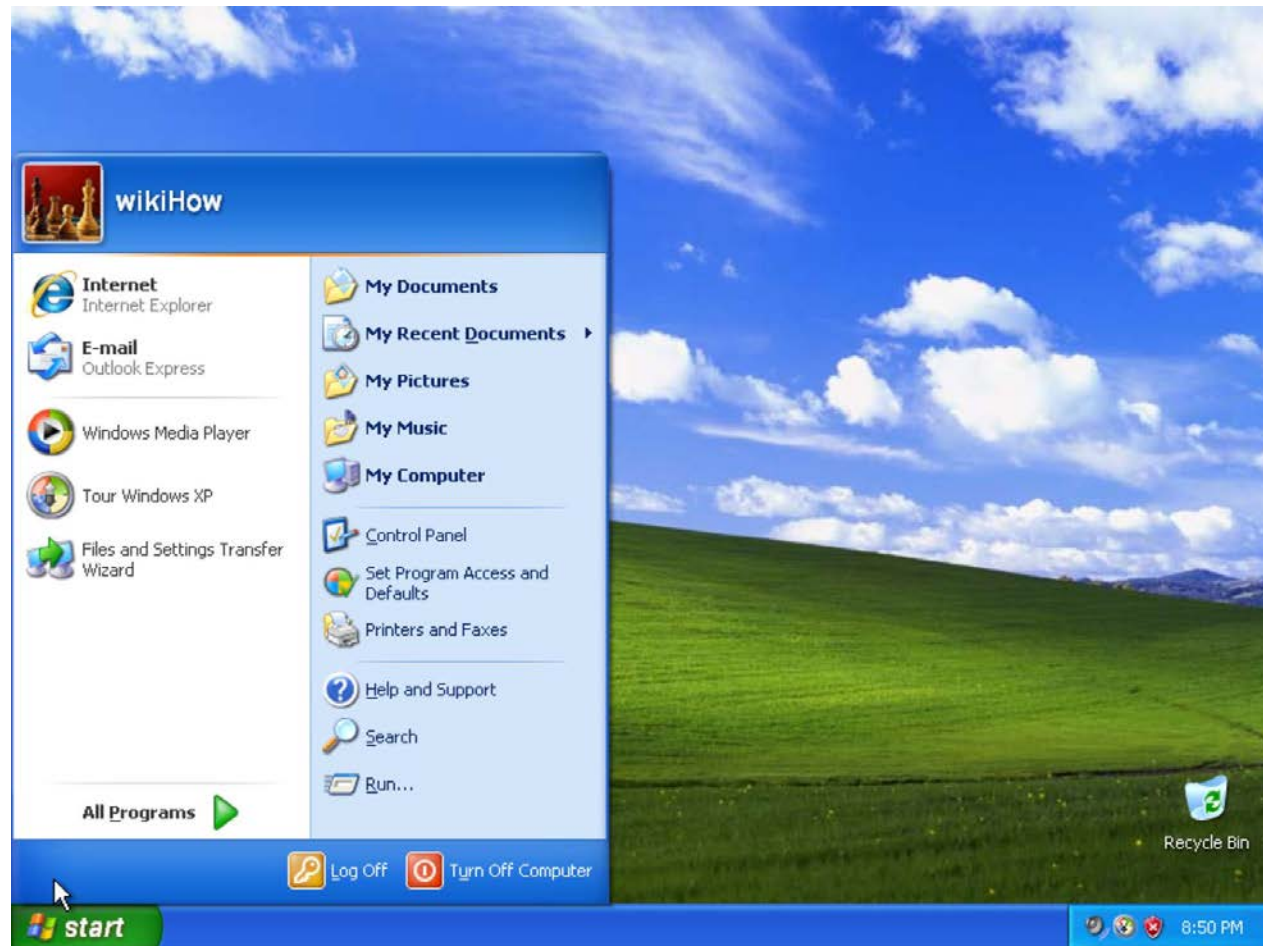 wikiHow
Internet
Internet Explorer
E-mail
Outlook Express
Windows Media Player
Tour Windows XP
Files and Settings Transfer
Wizard
All Programs
My Documents
My Recent Documents
My Pictures
My Music
My Computer
Control Panel
Set Program Access and
Defaults
Printers and Faxes
Help and Support
Search
Run...
Log Off
Turn Off Computer
Recycle Bin
start
8:50 PM